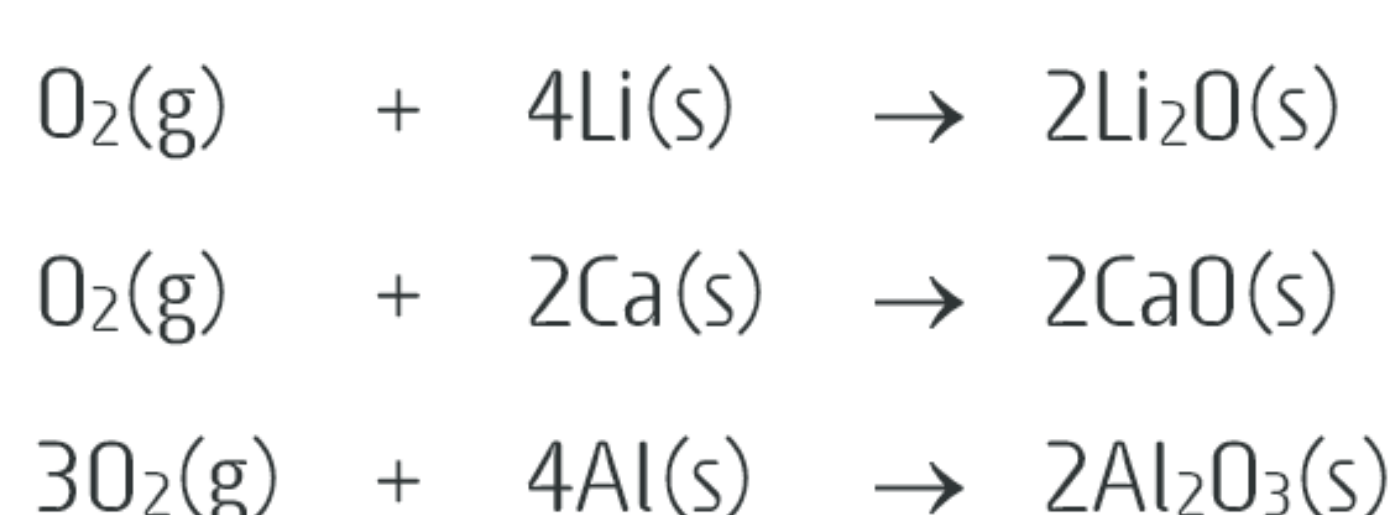 O₂(g) + 4Li(s) → 2Li₂O(s)
O₂(g) + 2Ca(s) → 2CaO(s)
3O₂(g) + 4Al(s) → 2Al₂O₃(s)